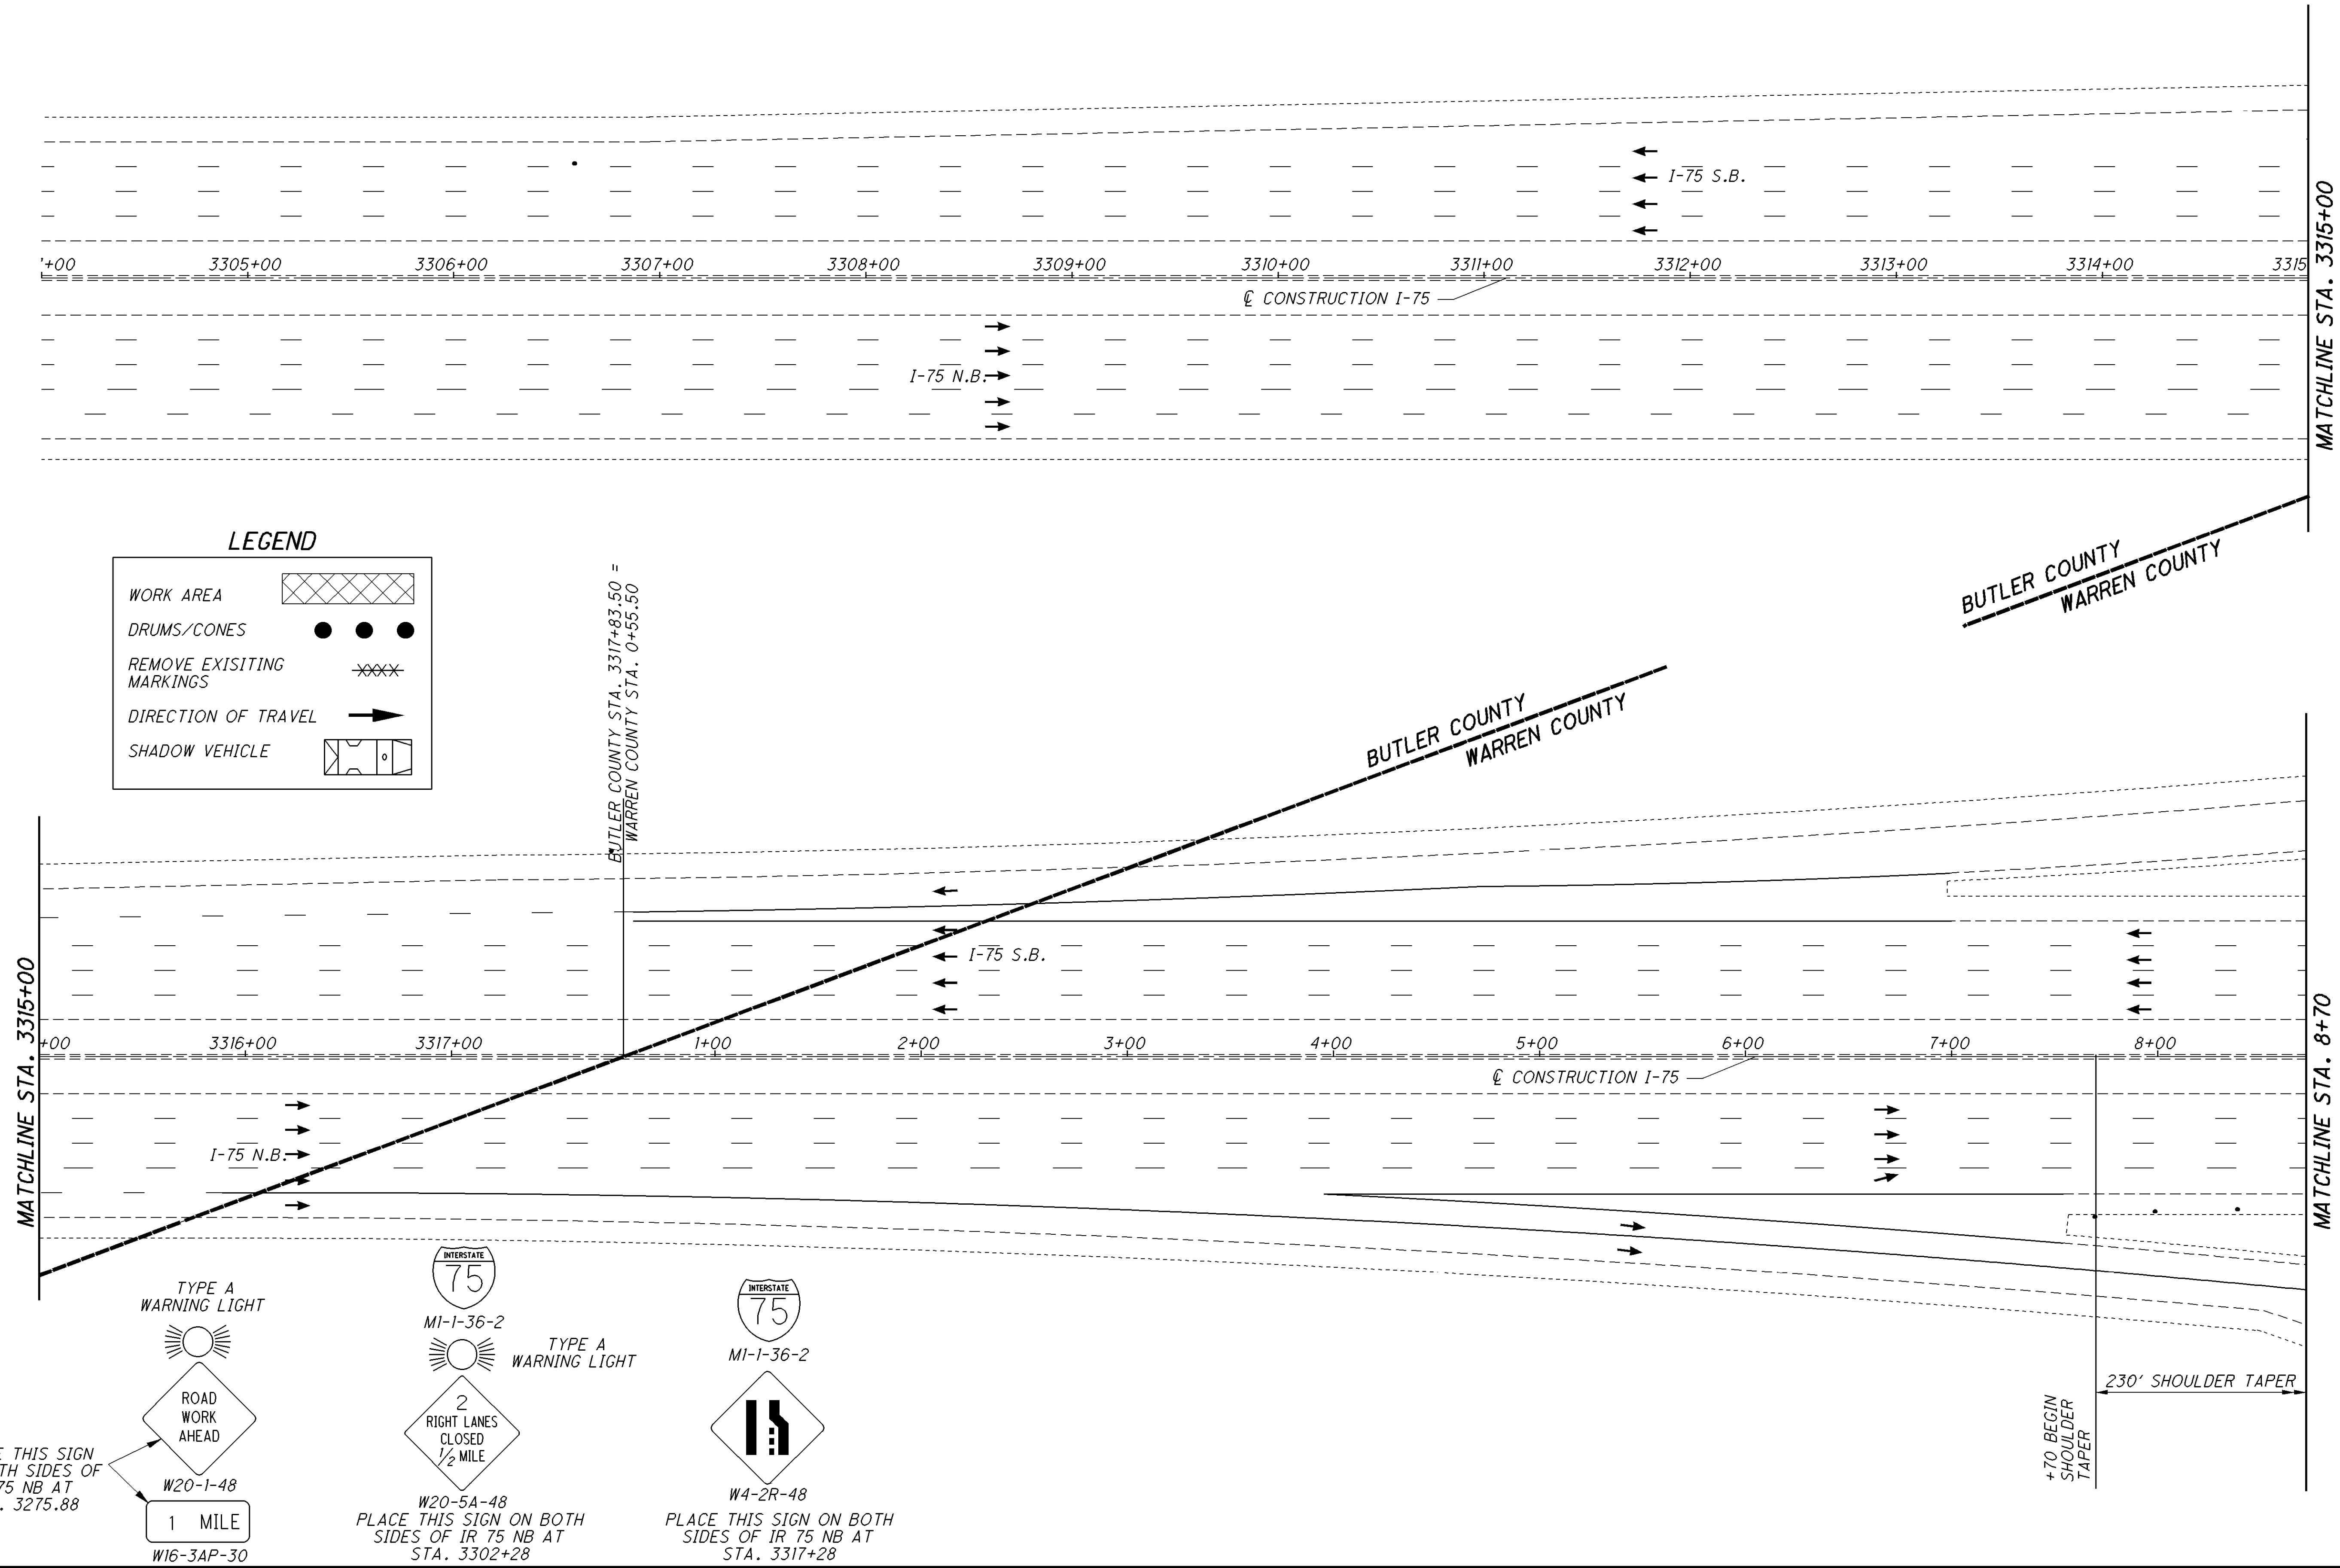 I-75 S.B.
'+00 3305+00 3306+00 3307+00 3308+00 3309+00 3310+00 3311+00 3312+00 3313+00 3314+00 3315
℄ CONSTRUCTION I-75
I-75 N.B.
MATCHLINE STA. 3315+00
LEGEND
WORK AREA
DRUMS/CONES
REMOVE EXISITING
MARKINGS
DIRECTION OF TRAVEL
SHADOW VEHICLE
BUTLER COUNTY STA. 3317+83.50 =
WARREN COUNTY STA. 0+55.50
BUTLER COUNTY
WARREN COUNTY
BUTLER COUNTY
WARREN COUNTY
MATCHLINE STA. 3315+00
I-75 S.B.
+00 3316+00 3317+00 1+00 2+00 3+00 4+00 5+00 6+00 7+00 8+00
℄ CONSTRUCTION I-75
I-75 N.B.
MATCHLINE STA. 8+70
230' SHOULDER TAPER
+70 BEGIN
SHOULDER
TAPER
TYPE A
WARNING LIGHT
ROAD
WORK
AHEAD
W20-1-48
1 MILE
W16-3AP-30
E THIS SIGN
TH SIDES OF
75 NB AT
. 3275.88
INTERSTATE
75
M1-1-36-2
TYPE A
WARNING LIGHT
2
RIGHT LANES
CLOSED
1/2 MILE
W20-5A-48
PLACE THIS SIGN ON BOTH
SIDES OF IR 75 NB AT
STA. 3302+28
INTERSTATE
75
M1-1-36-2
W4-2R-48
PLACE THIS SIGN ON BOTH
SIDES OF IR 75 NB AT
STA. 3317+28